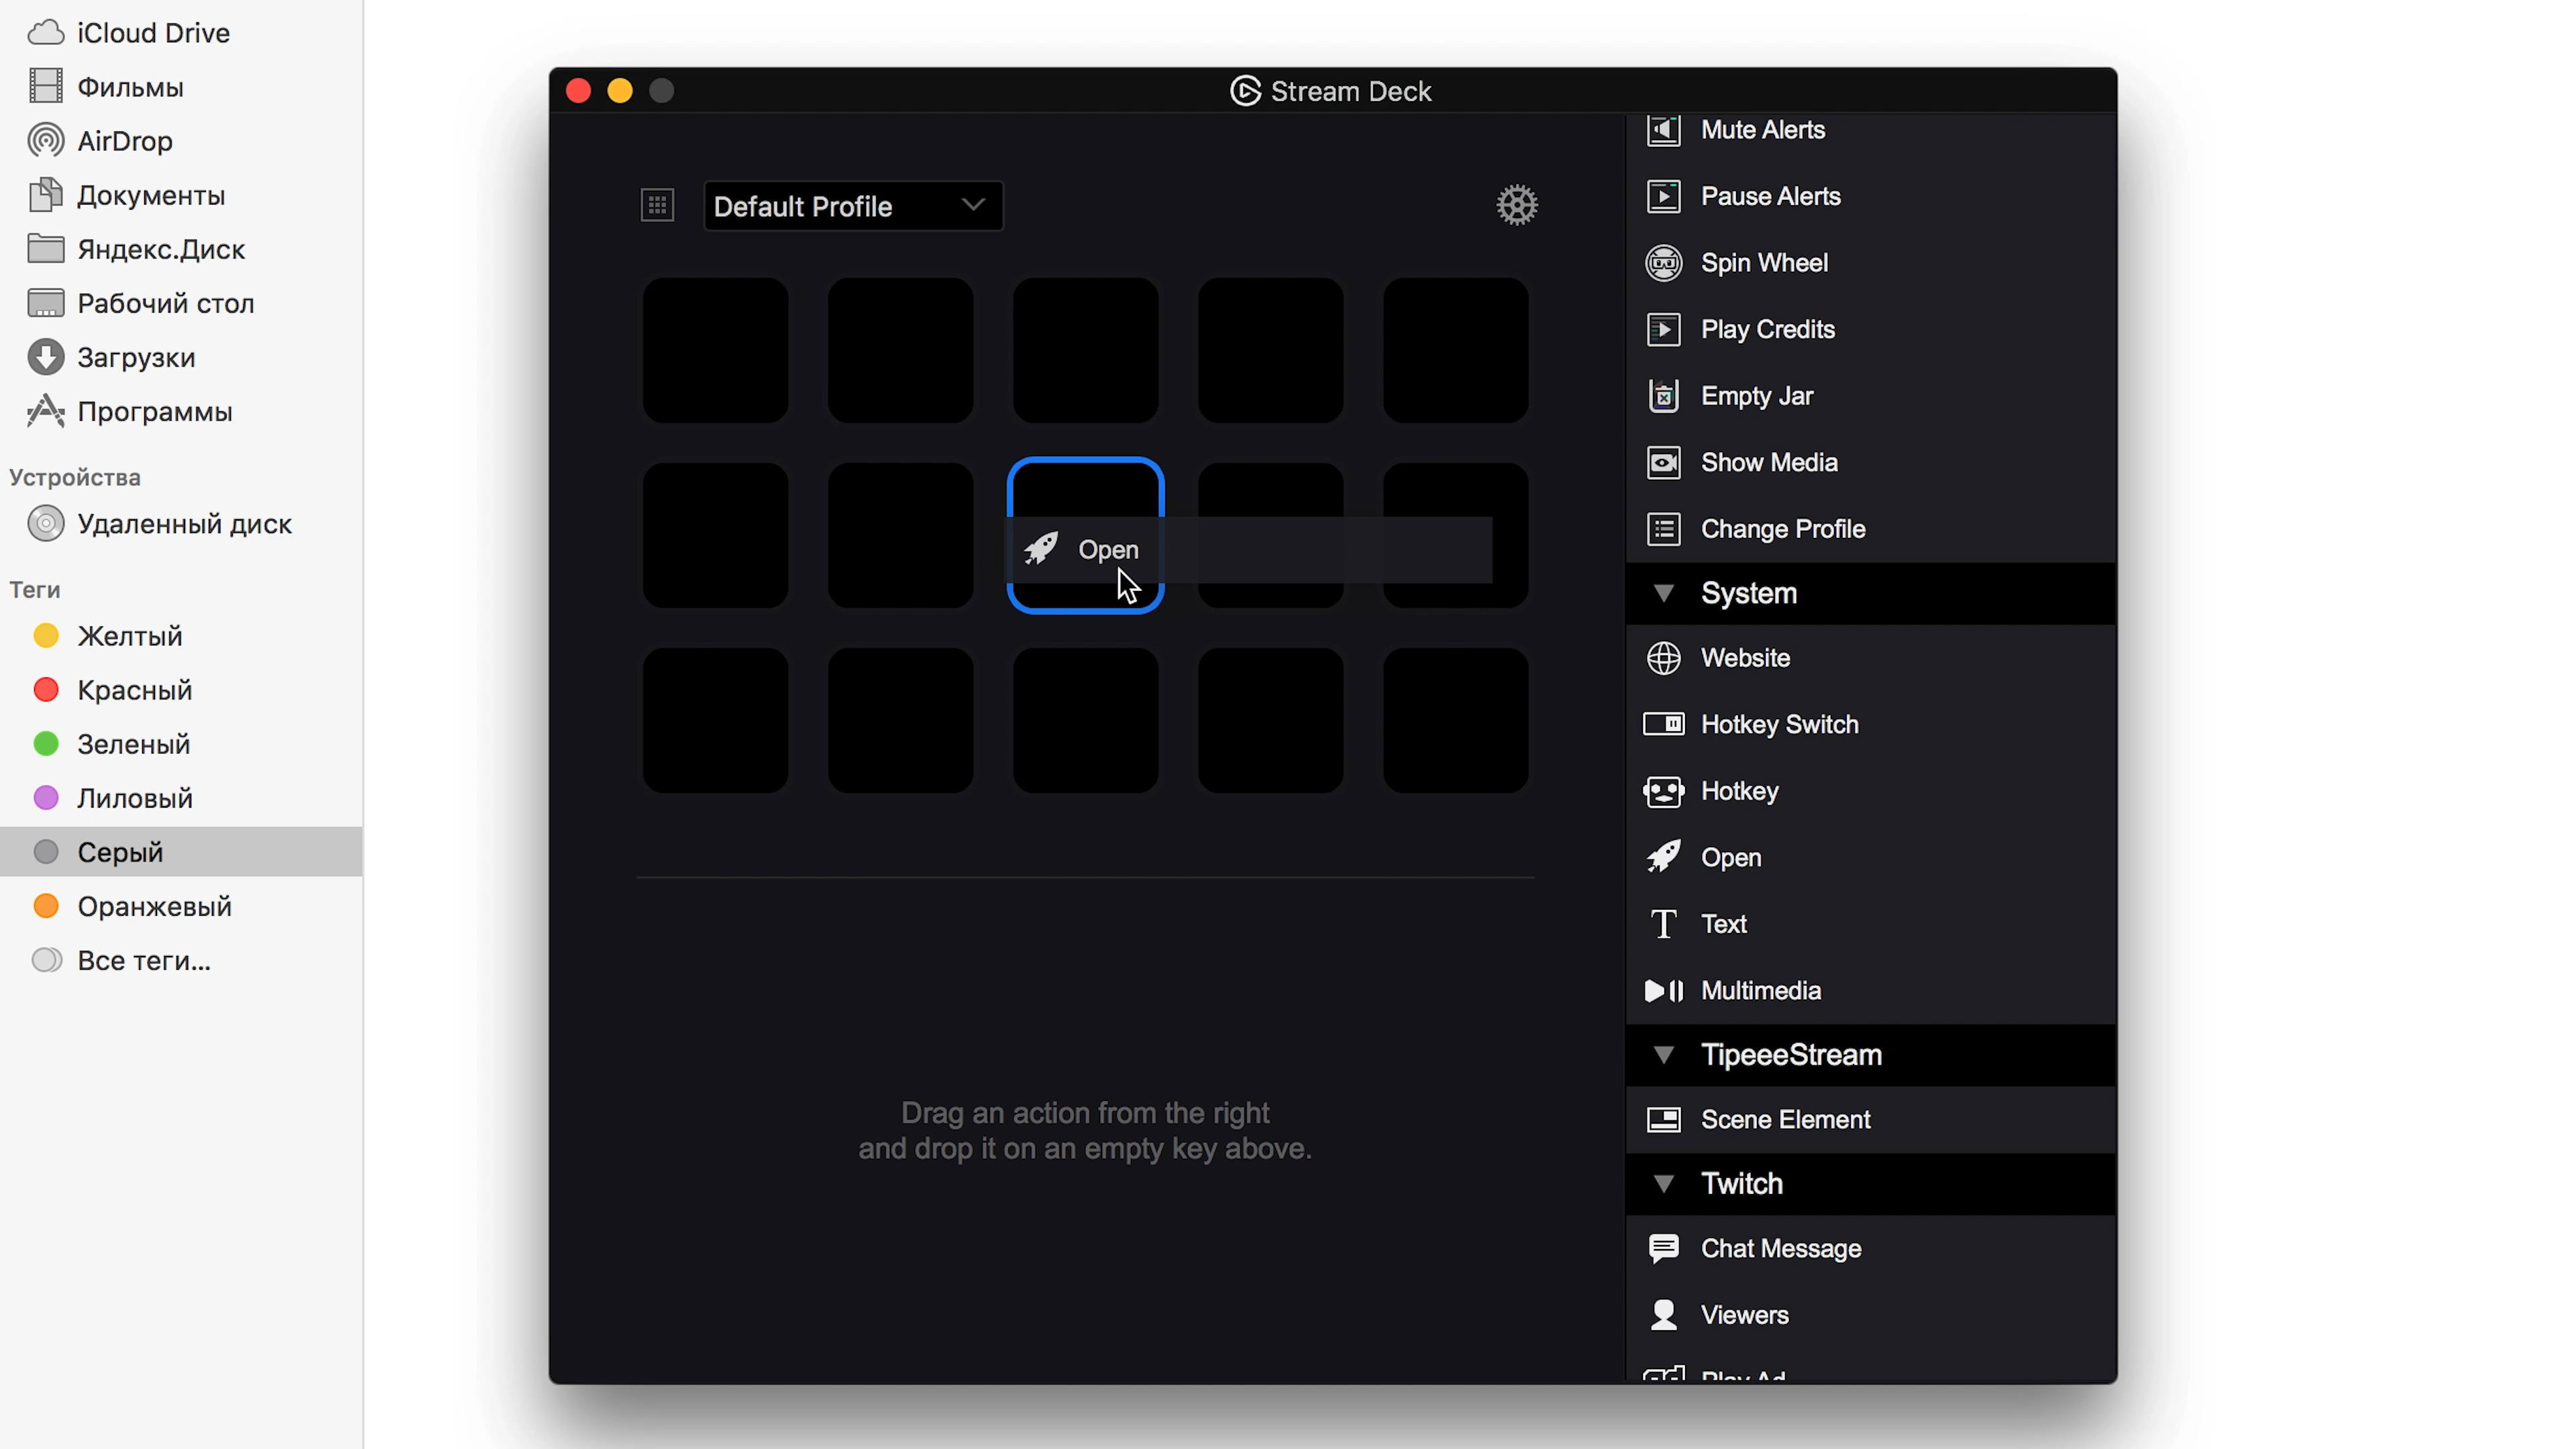 iCloud Drive
Фильмы
AirDrop
Документы
Яндекс.Диск
Рабочий стол
Загрузки
Программы
Устройства
Удаленный диск
Теги
Желтый
Красный
Зеленый
Лиловый
Серый
Оранжевый
Все теги...
Stream Deck
Default Profile
Open
Drag an action from the right
and drop it on an empty key above.
Mute Alerts
Pause Alerts
Spin Wheel
Play Credits
Empty Jar
Show Media
Change Profile
System
Website
Hotkey Switch
Hotkey
Open
Text
Multimedia
TipeeeStream
Scene Element
Twitch
Chat Message
Viewers
Play Ad